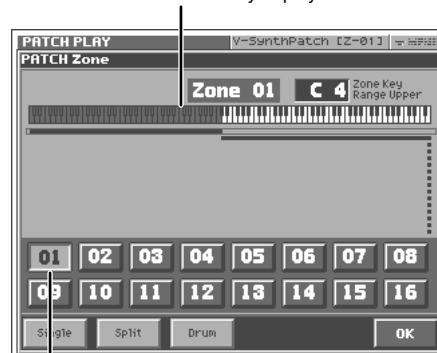 PATCH PLAY V-SynthPatch [Z-01]
PATCH Zone
Zone 01 C 4 Zone Key
Range Upper
01 02 03 04 05 06 07 08
09 10 11 12 13 14 15 16
Single Split Drum OK